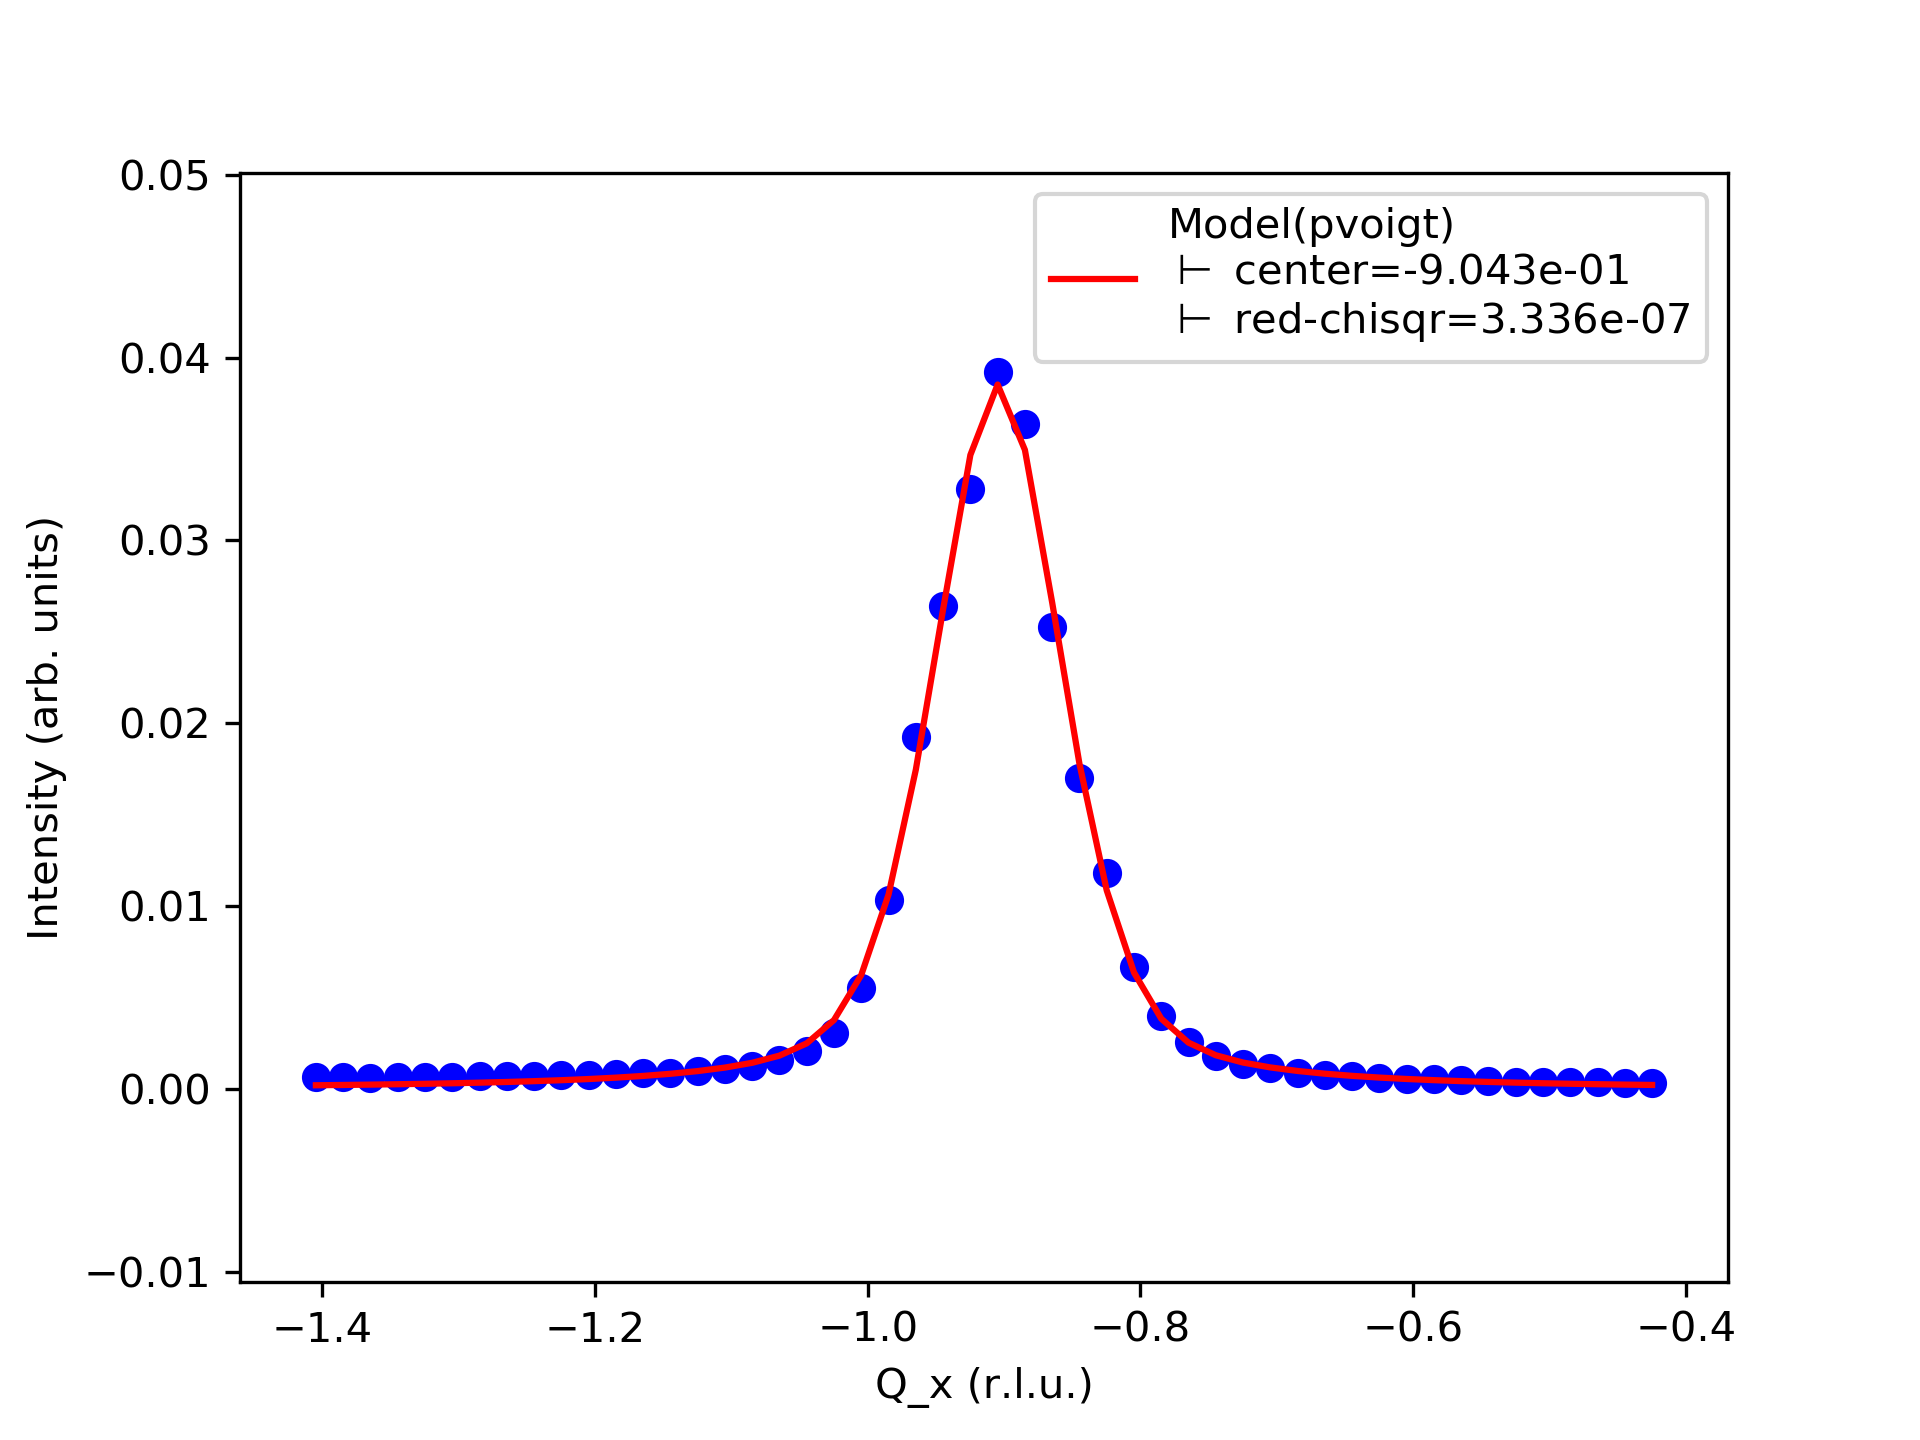 Model(pvoigt)
⊢ center=-9.043e-01
⊢ red-chisqr=3.336e-07
0.05
0.04
0.03
0.02
0.01
0.00
−0.01
Intensity (arb. units)
−1.4 −1.2 −1.0 −0.8 −0.6 −0.4
Q_x (r.l.u.)